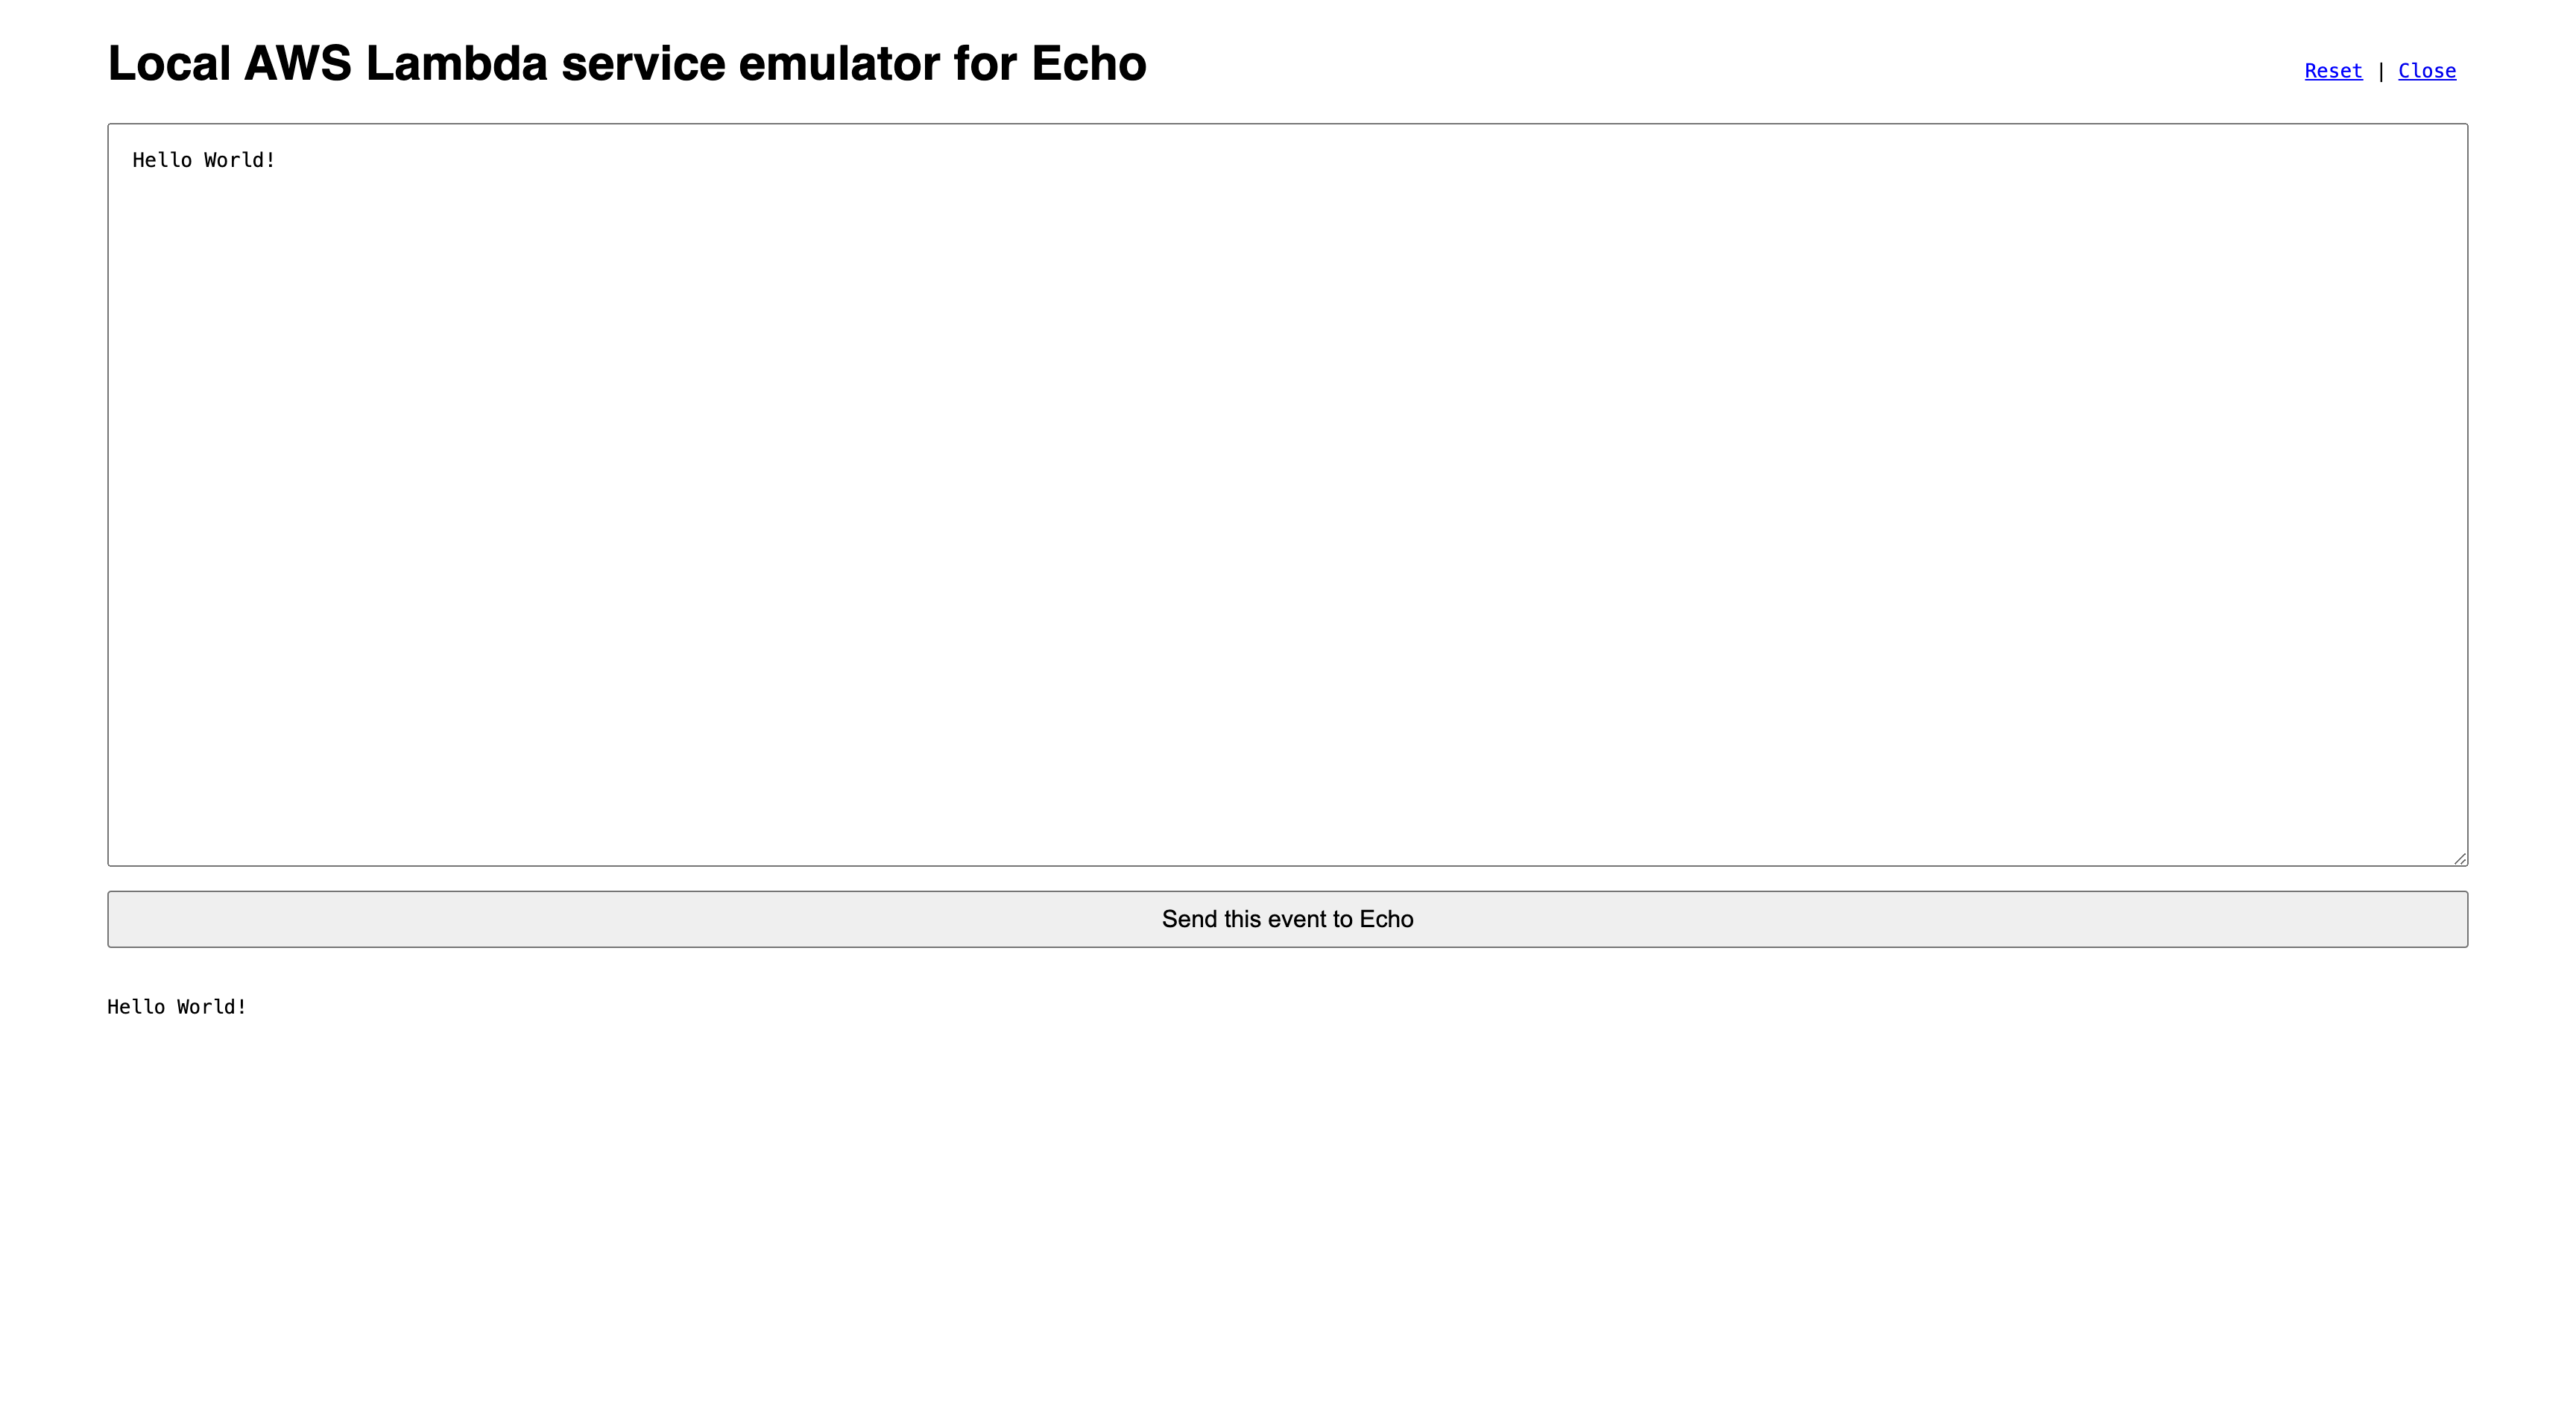 Local AWS Lambda service emulator for Echo
Reset | Close
Hello World!
Send this event to Echo
Hello World!